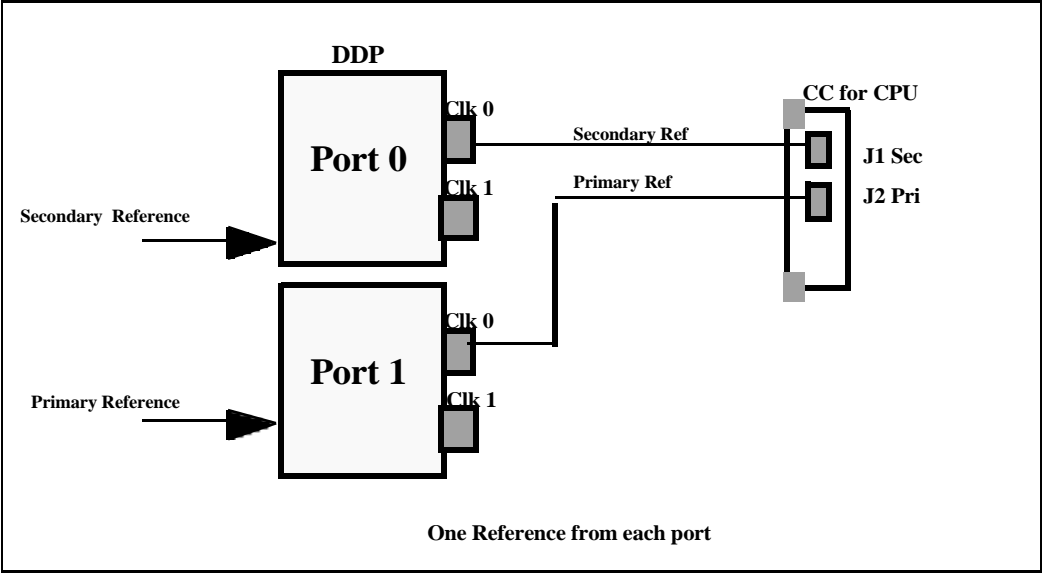 DDP
CC for CPU
Clk 0
Port 0
Secondary Ref
J1 Sec
Clk 1
Primary Ref
J2 Pri
Secondary Reference
Clk 0
Port 1
Primary Reference
Clk 1
One Reference from each port